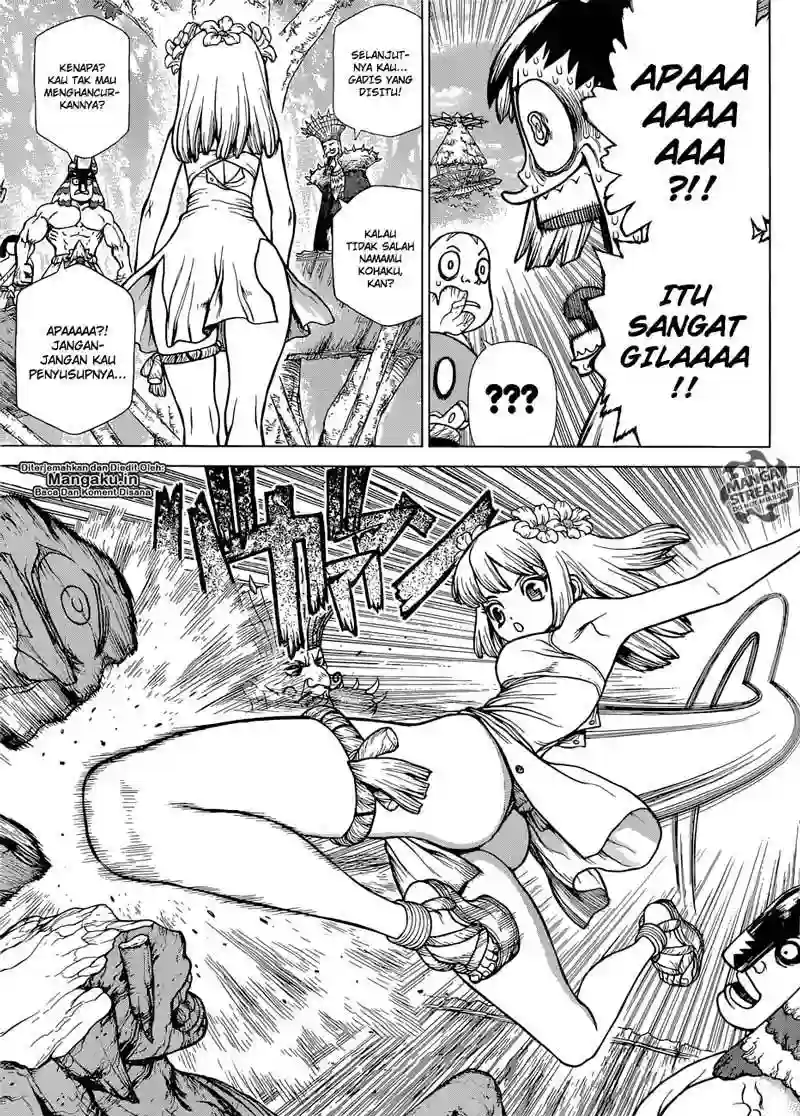 APAAA
AAAAA
AAA
?!!
ITU
SANGAT
GILAAAA
!!
???
SELANJUT-
NYA KAU...
GADIS YANG
DISITU!
KALAU
TIDAK SALAH
NAMAMU
KOHAKU,
KAN?
KENAPA?
KAU TAK MAU
MENGHANCUR-
KANNYA?
APAAAAA?!
JANGAN-
JANGAN KAU
PENYUSUPNYA...
Diterjemahkan dan Diedit Oleh:
Mangaku.in
Baca Dan Koment Disana
MANGA
STREAM